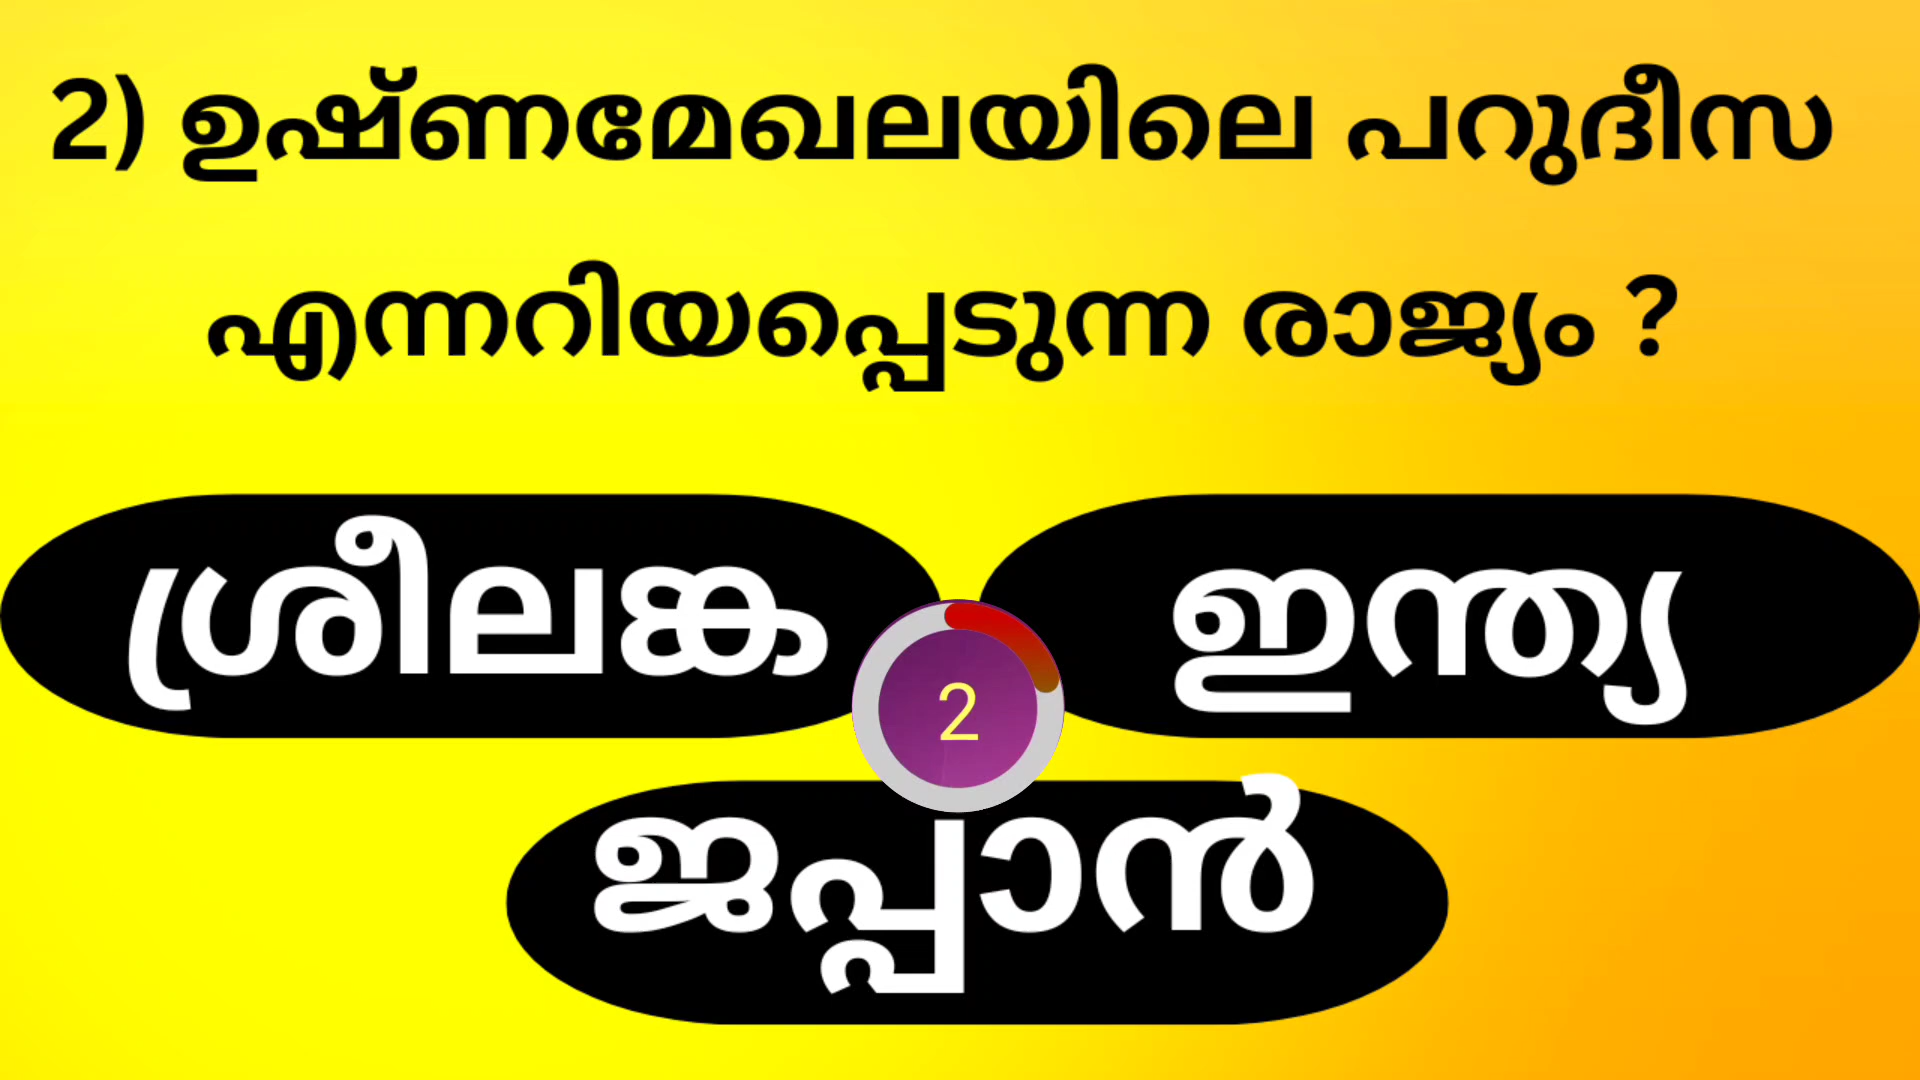 2) ഉഷ്ണമേഖലയിലെ പറുദീസ
എന്നറിയപ്പെടുന്ന രാജ്യം ?
ശ്രീലങ്ക
ഇന്ത്യ
2
ജപ്പാൻ